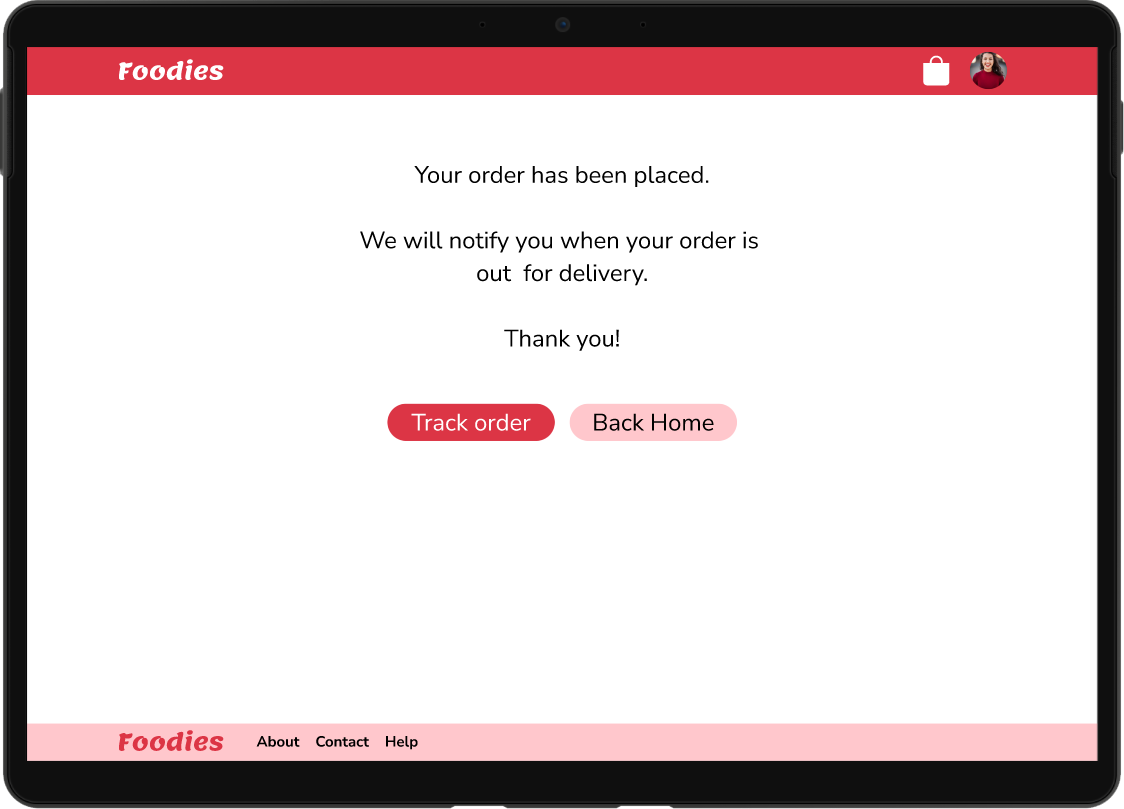 Foodies
Your order has been placed.
We will notify you when your order is
out  for delivery.
Thank you!
Track order
Back Home
Foodies
About
Contact
Help